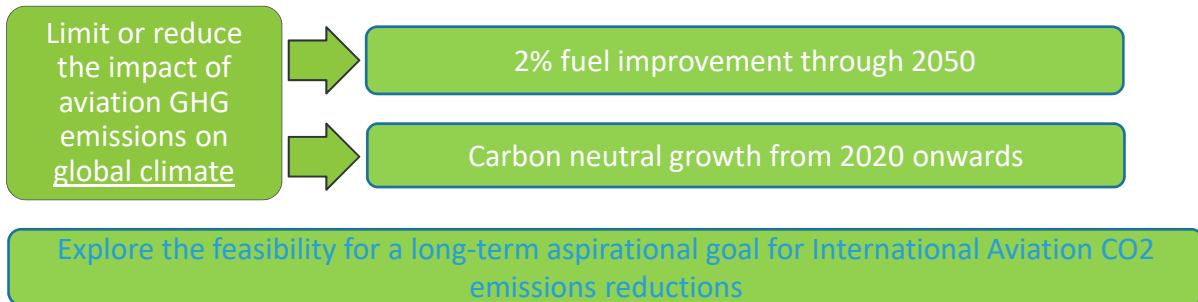 Limit or reduce
the impact of
aviation GHG
emissions on
global climate
2% fuel improvement through 2050
Carbon neutral growth from 2020 onwards
Explore the feasibility for a long-term aspirational goal for International Aviation CO2
emissions reductions